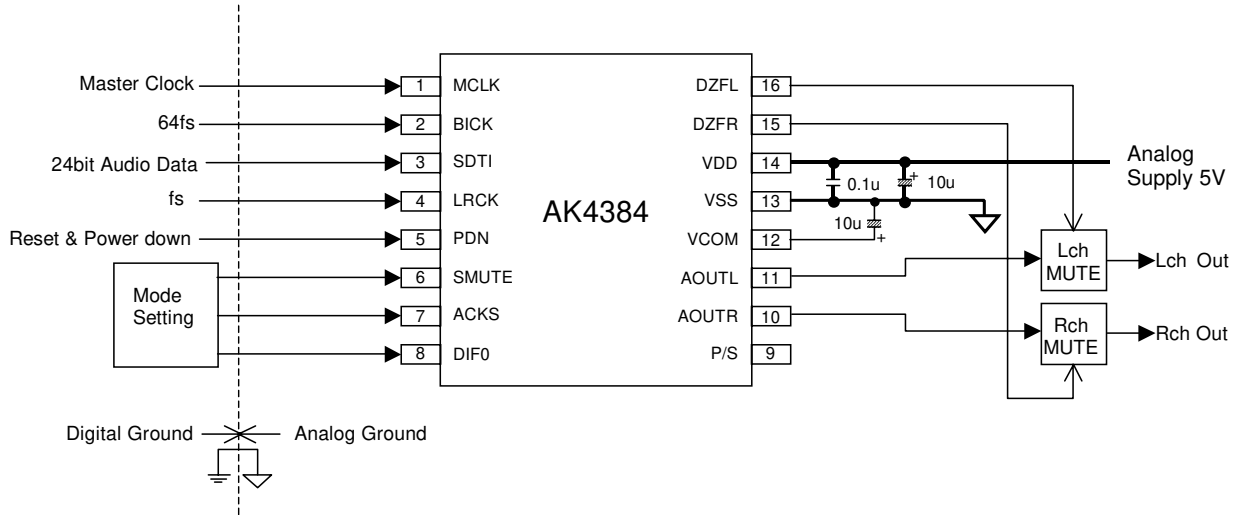 Master Clock
64fs
24bit Audio Data
fs
Reset & Power down
Mode
Setting
1 MCLK
2 BICK
3 SDTI
4 LRCK
5 PDN
6 SMUTE
7 ACKS
8 DIF0
AK4384
DZFL 16
DZFR 15
VDD 14
VSS 13
VCOM 12
AOUTL 11
AOUTR 10
P/S 9
0.1u
+ 10u
10u +
Analog
Supply 5V
Lch
MUTE
Lch Out
Rch
MUTE
Rch Out
Digital Ground
Analog Ground